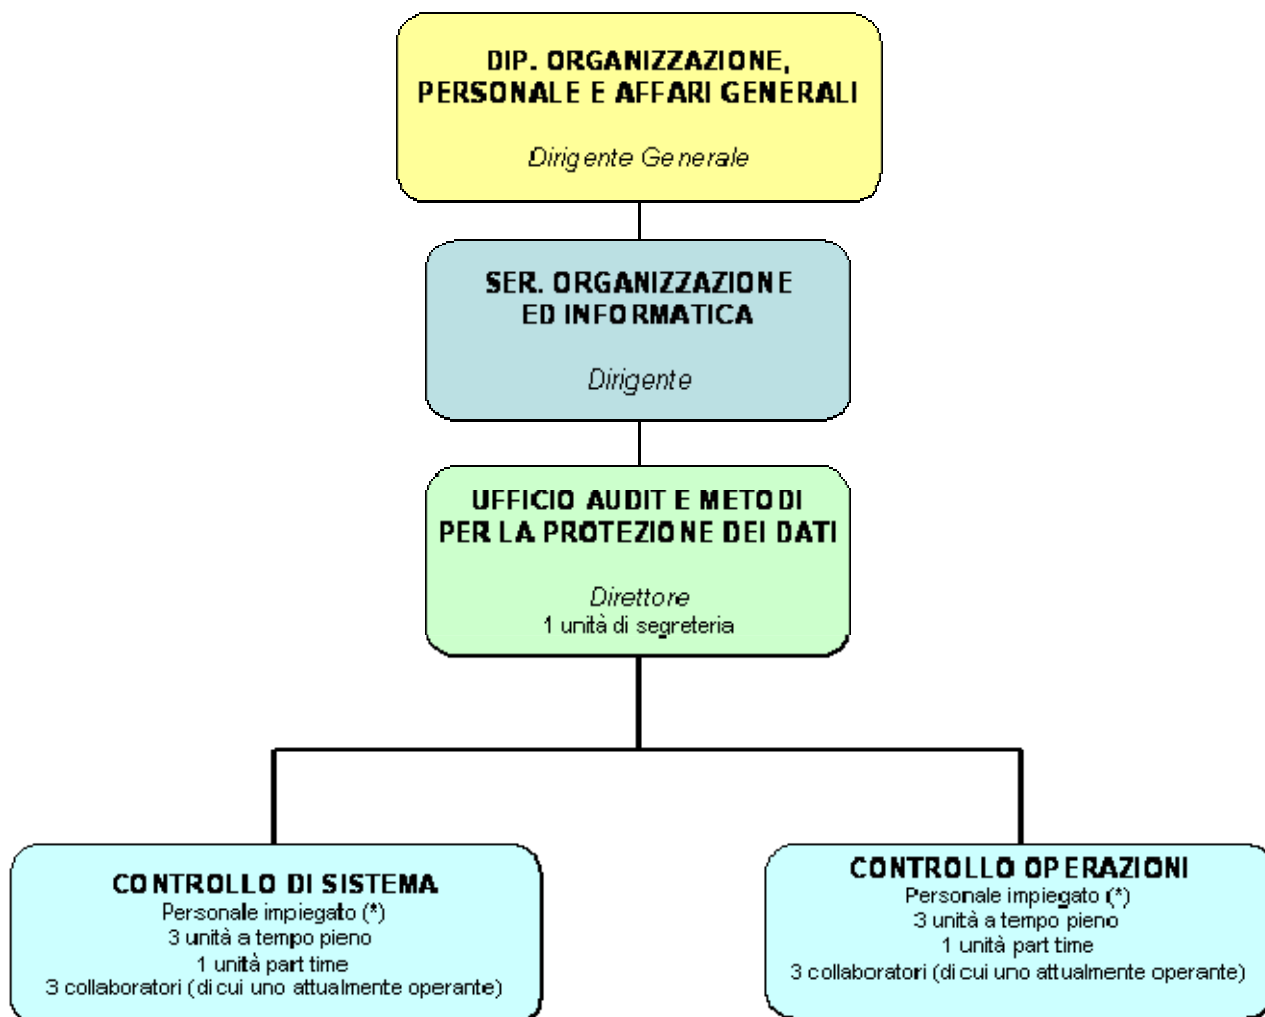 DIP. ORGANIZZAZIONE,
PERSONALE E AFFARI GENERALI
Dirigente Generale
SER. ORGANIZZAZIONE
ED INFORMATICA
Dirigente
UFFICIO AUDIT E METODI
PER LA PROTEZIONE DEI DATI
Direttore
1 unità di segreteria
CONTROLLO DI SISTEMA
Personale impiegato (*)
3 unità a tempo pieno
1 unità part time
3 collaboratori (di cui uno attualmente operante)
CONTROLLO OPERAZIONI
Personale impiegato (*)
3 unità a tempo pieno
1 unità part time
3 collaboratori (di cui uno attualmente operante)